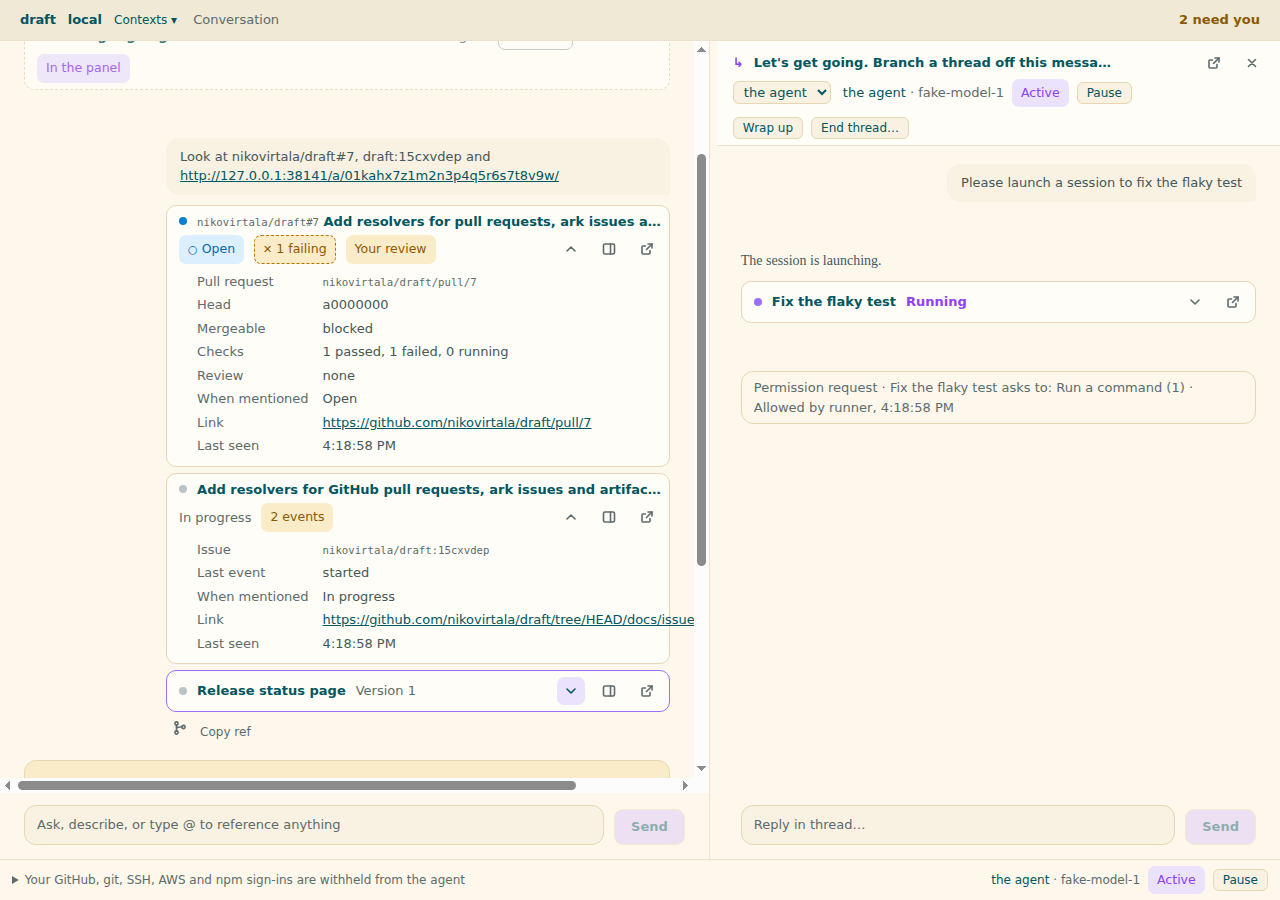 draft local Contexts ▾ Conversation 2 need you
In the panel
Look at nikovirtala/draft#7, draft:15cxvdep and
http://127.0.0.1:38141/a/01kahx7z1m2n3p4q5r6s7t8v9w/
nikovirtala/draft#7 Add resolvers for pull requests, ark issues a…
○ Open ✕ 1 failing Your review
Pull request nikovirtala/draft/pull/7
Head a0000000
Mergeable blocked
Checks 1 passed, 1 failed, 0 running
Review none
When mentioned Open
Link https://github.com/nikovirtala/draft/pull/7
Last seen 4:18:58 PM
Add resolvers for GitHub pull requests, ark issues and artifac…
In progress 2 events
Issue nikovirtala/draft:15cxvdep
Last event started
When mentioned In progress
Link https://github.com/nikovirtala/draft/tree/HEAD/docs/issue
Last seen 4:18:58 PM
Release status page Version 1
Copy ref
Ask, describe, or type @ to reference anything Send
↳ Let's get going. Branch a thread off this messa…
the agent the agent · fake-model-1 Active Pause
Wrap up End thread…
Please launch a session to fix the flaky test
The session is launching.
Fix the flaky test Running
Permission request · Fix the flaky test asks to: Run a command (1) ·
Allowed by runner, 4:18:58 PM
Reply in thread… Send
▶ Your GitHub, git, SSH, AWS and npm sign-ins are withheld from the agent the agent · fake-model-1 Active Pause